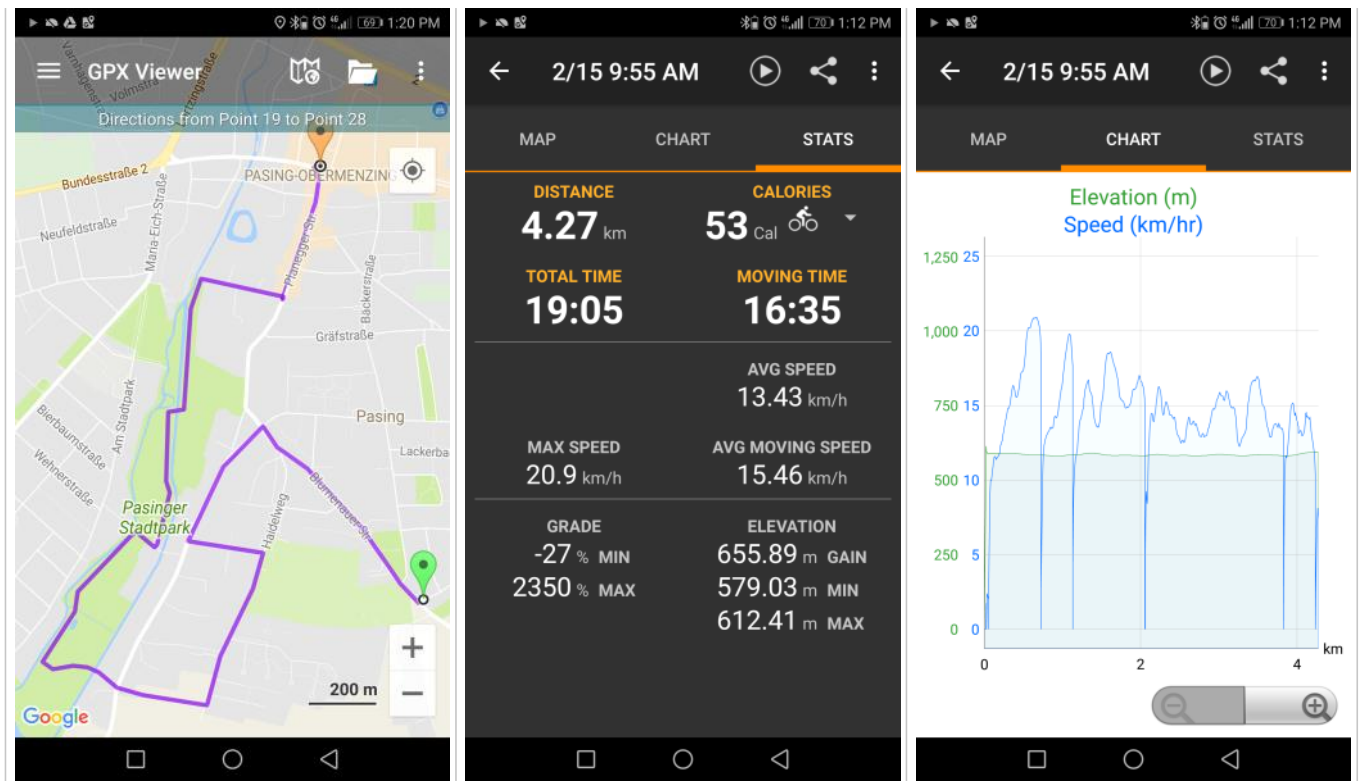 69 1:20 PM
GPX Viewer
Directions from Point 19 to Point 28
Volmstr
Bundesstraße 2
PASING-OBERMENZING
Neufeldstraße
Maria-Eich-Straße
Planegger Str
Bäckerstraße
Gräfstraße
Am Stadtpark
Bierbaumstraße
Wehnerstraße
Pasing
Lackerba
Haidelweg
Blumenauer Str.
Pasinger
Stadtpark
200 m
Google
70 1:12 PM
2/15 9:55 AM
MAP CHART STATS
DISTANCE CALORIES
4.27 km 53 Cal
TOTAL TIME MOVING TIME
19:05 16:35
AVG SPEED
13.43 km/h
MAX SPEED AVG MOVING SPEED
20.9 km/h 15.46 km/h
GRADE ELEVATION
-27 % MIN 655.89 m GAIN
2350 % MAX 579.03 m MIN
612.41 m MAX
70 1:12 PM
2/15 9:55 AM
MAP CHART STATS
Elevation (m)
Speed (km/hr)
1,250 25
1,000 20
750 15
500 10
250 5
0 0
0 2 4 km